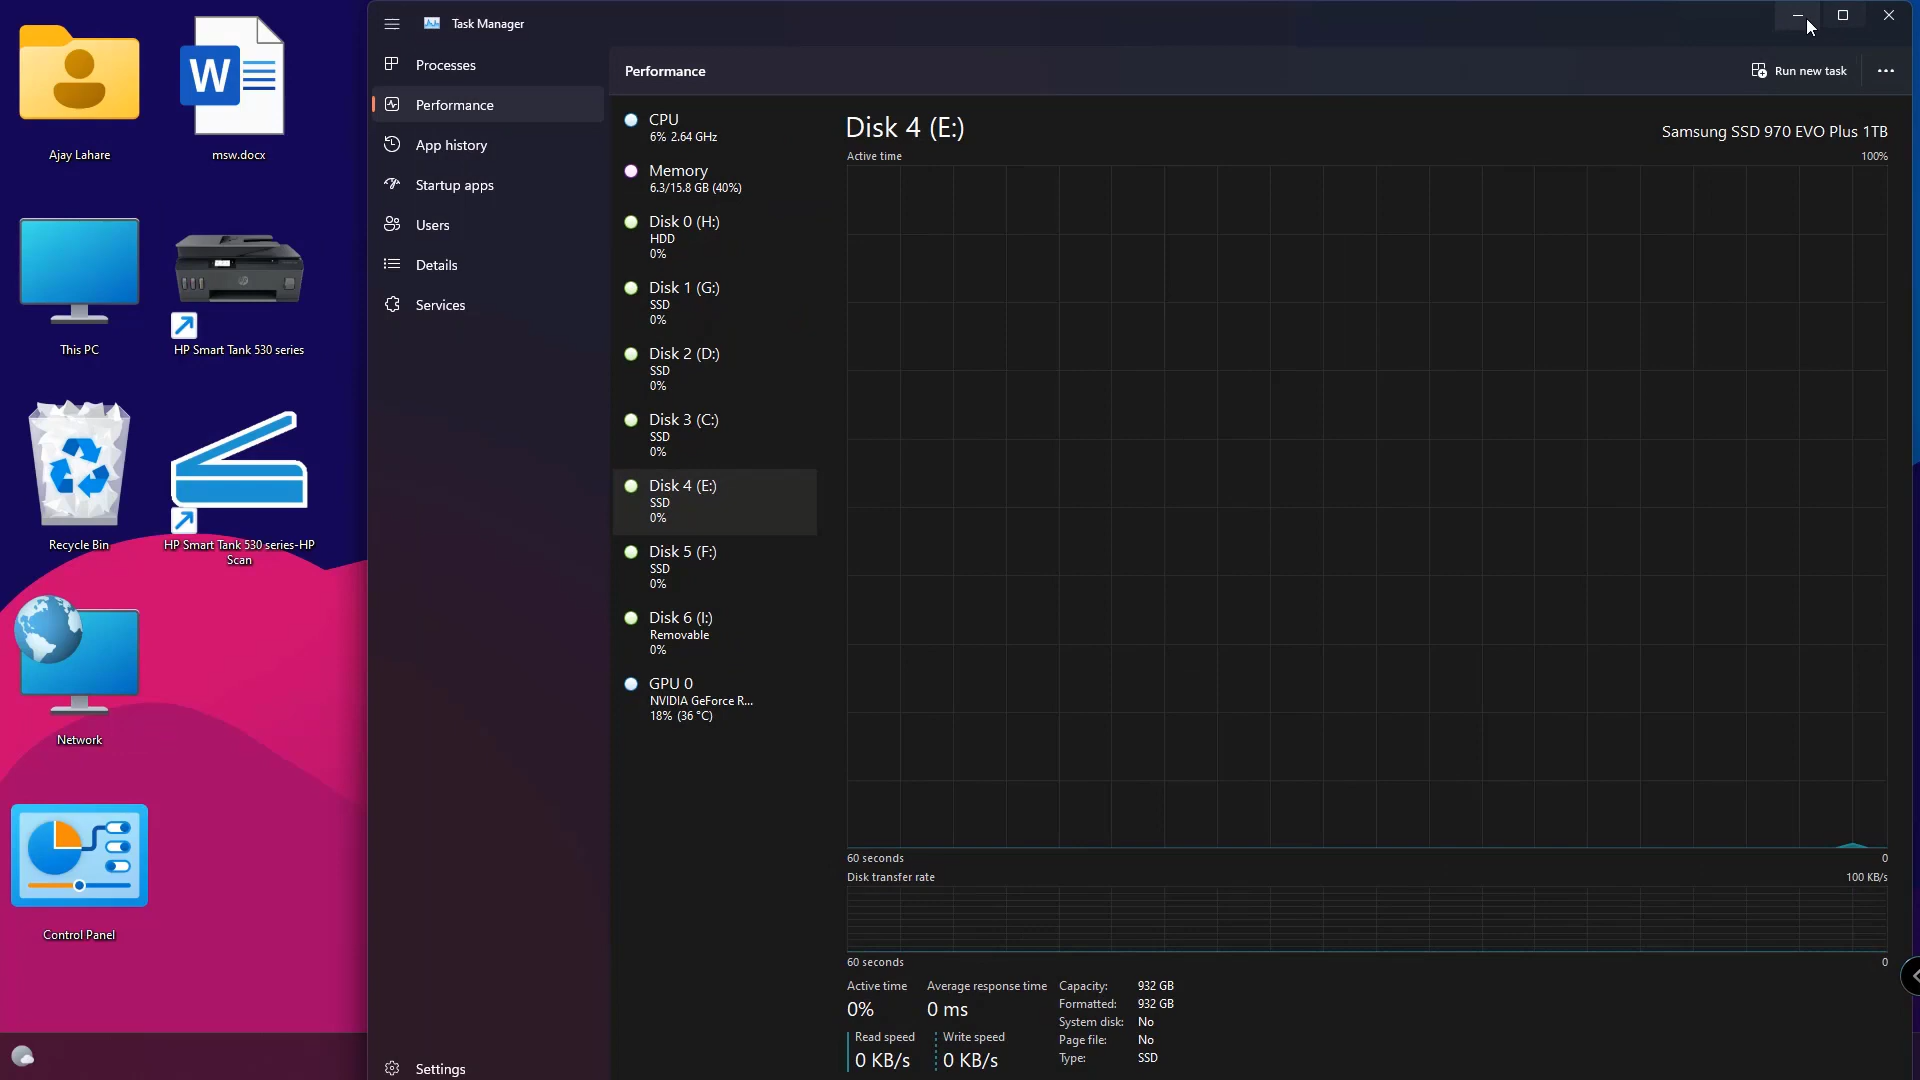 Ajay Lahare
W
msw.docx
This PC
HP Smart Tank 530 series
Recycle Bin
HP Smart Tank 530 series-HP
Scan
Network
Control Panel
Task Manager
Processes
Performance
App history
Startup apps
Users
Details
Services
Settings
Performance
Run new task
CPU
6% 2.64 GHz
Memory
6.3/15.8 GB (40%)
Disk 0 (H:)
HDD
0%
Disk 1 (G:)
SSD
0%
Disk 2 (D:)
SSD
0%
Disk 3 (C:)
SSD
0%
Disk 4 (E:)
SSD
0%
Disk 5 (F:)
SSD
0%
Disk 6 (I:)
Removable
0%
GPU 0
NVIDIA GeForce R...
18% (36 °C)
Disk 4 (E:)
Samsung SSD 970 EVO Plus 1TB
Active time
100%
60 seconds
0
Disk transfer rate
100 KB/s
60 seconds
0
Active time
0%
Average response time
0 ms
Read speed
0 KB/s
Write speed
0 KB/s
Capacity: 932 GB
Formatted: 932 GB
System disk: No
Page file: No
Type: SSD